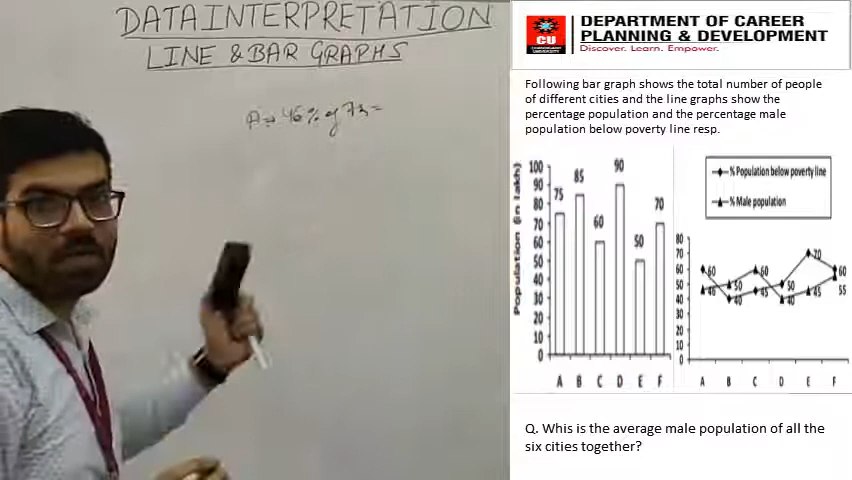 DATA INTERPRETATION
LINE & BAR GRAPHS
A ⇒ 46% of 75 =
CU
DEPARTMENT OF CAREER
PLANNING & DEVELOPMENT
Discover. Learn. Empower.
Following bar graph shows the total number of people
of different cities and the line graphs show the
percentage population and the percentage male
population below poverty line resp.
Population (in lakh)
100
90
80
70
60
50
40
30
20
10
0
75
85
60
90
50
70
A B C D E F
% Population below poverty line
% Male population
80
70
60
50
40
30
20
10
0
60 50 60 50 70 60
46 40 45 40 45 55
A B C D E F
Q. Whis is the average male population of all the
six cities together?